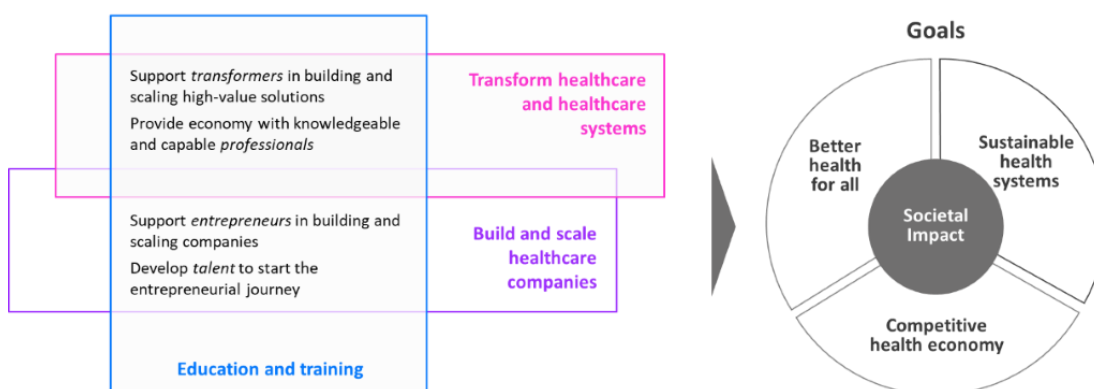 Support transformers in building and
scaling high-value solutions
Provide economy with knowledgeable
and capable professionals
Transform healthcare
and healthcare
systems
Support entrepreneurs in building and
scaling companies
Develop talent to start the
entrepreneurial journey
Build and scale
healthcare
companies
Education and training
Goals
Better
health
for all
Sustainable
health
systems
Societal
Impact
Competitive
health economy